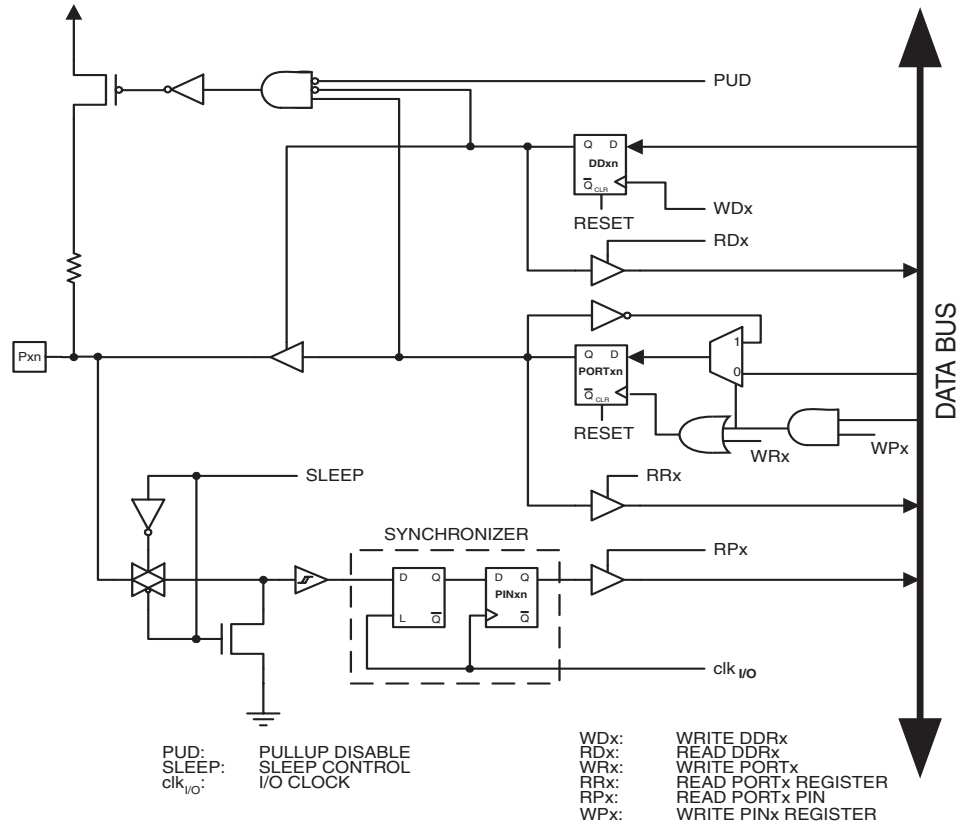 PUD
Q D
DDxn
Q CLR
WDx
RESET
RDx
Pxn
1
Q D
PORTxn
0
Q CLR
RESET
WRx
WPx
DATA BUS
SLEEP
RRx
SYNCHRONIZER
RPx
D Q
D Q
PINxn
L Q
Q
clk I/O
PUD: PULLUP DISABLE
SLEEP: SLEEP CONTROL
clkI/O: I/O CLOCK
WDx: WRITE DDRx
RDx: READ DDRx
WRx: WRITE PORTx
RRx: READ PORTx REGISTER
RPx: READ PORTx PIN
WPx: WRITE PINx REGISTER